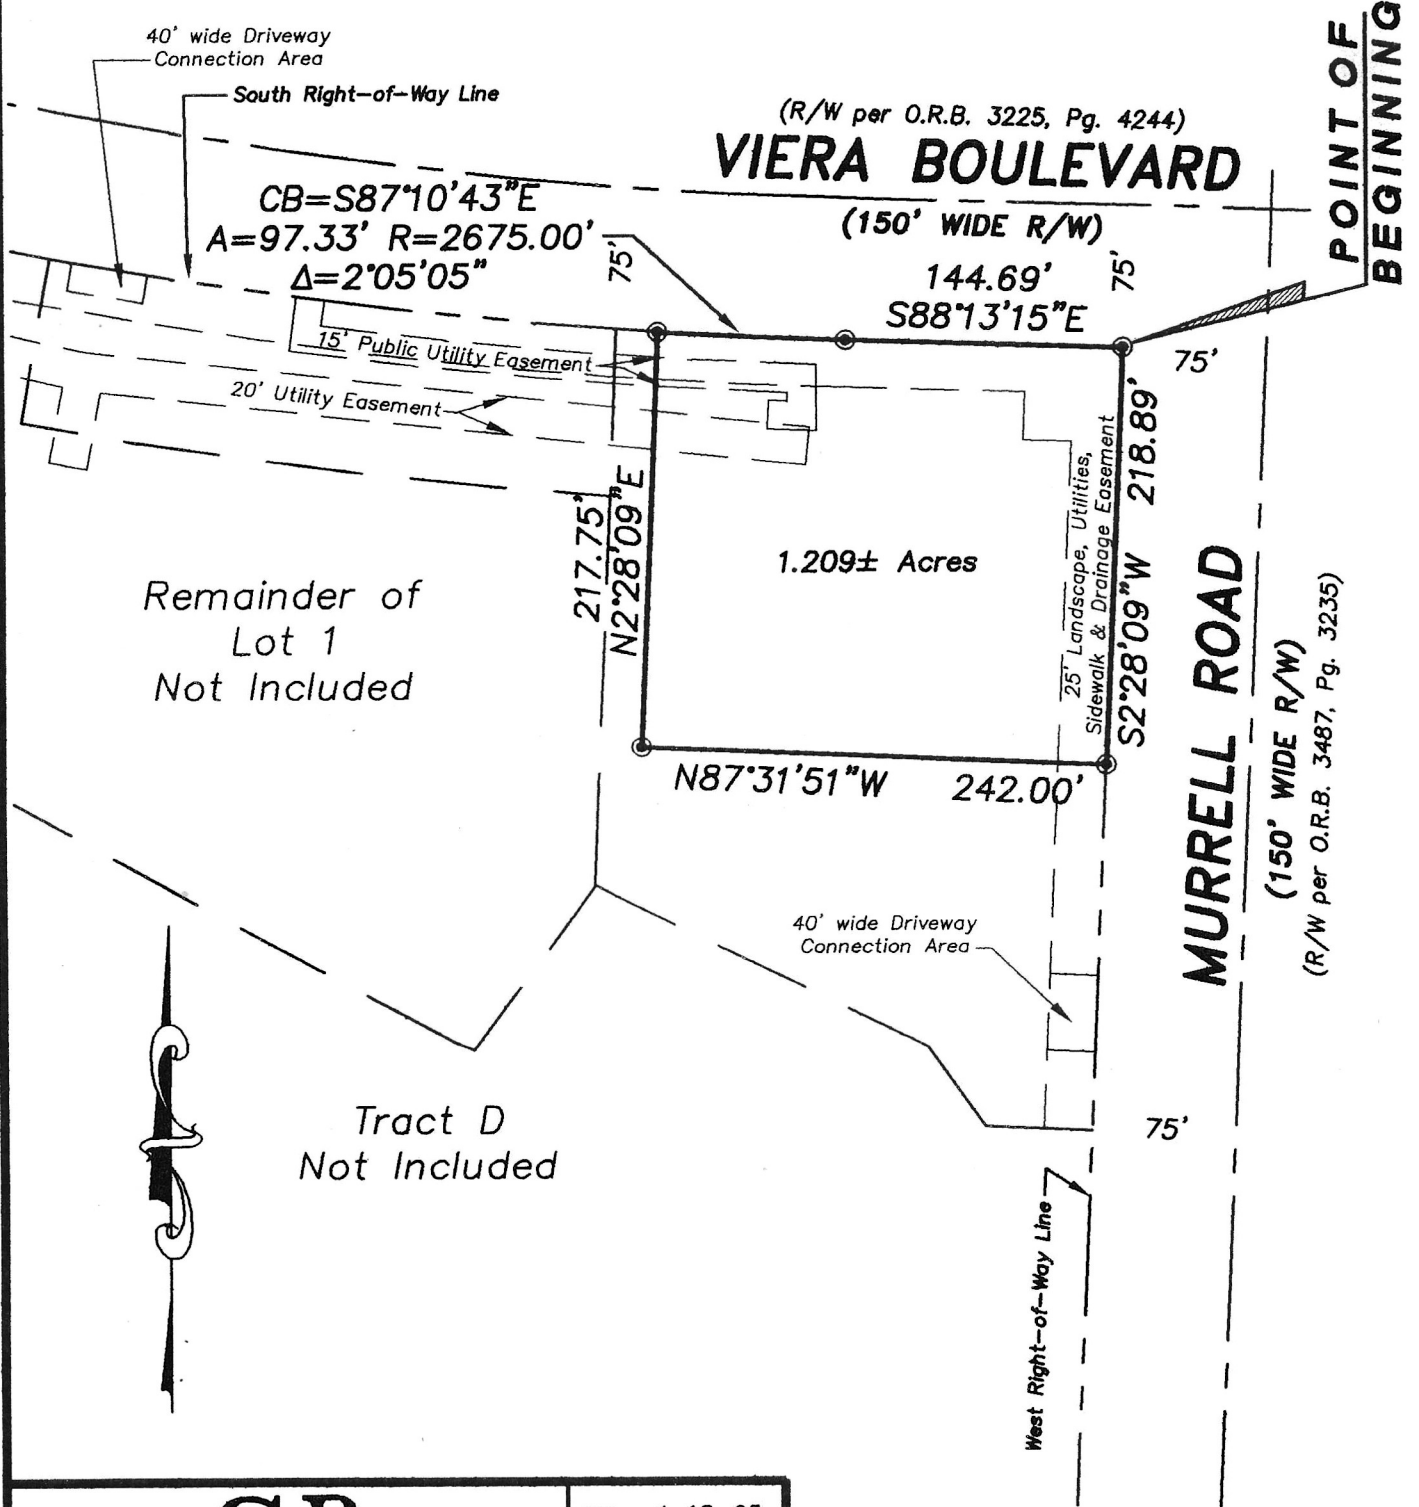 40' wide Driveway
Connection Area
South Right-of-Way Line
(R/W per O.R.B. 3225, Pg. 4244)
VIERA BOULEVARD
(150' WIDE R/W)
POINT OF
BEGINNING
CB=S87°10'43"E
A=97.33' R=2675.00'
Δ=2°05'05"
75'
75'
144.69'
S88°13'15"E
75'
15' Public Utility Easement
20' Utility Easement
217.75'
N2°28'09"E
1.209± Acres
25' Landscape, Utilities,
Sidewalk & Drainage Easement
S2°28'09"W 218.89'
Remainder of
Lot 1
Not Included
N87°31'51"W 242.00'
MURRELL ROAD
(150' WIDE R/W)
(R/W per O.R.B. 3487, Pg. 3235)
40' wide Driveway
Connection Area
Tract D
Not Included
75'
West Right-of-Way Line